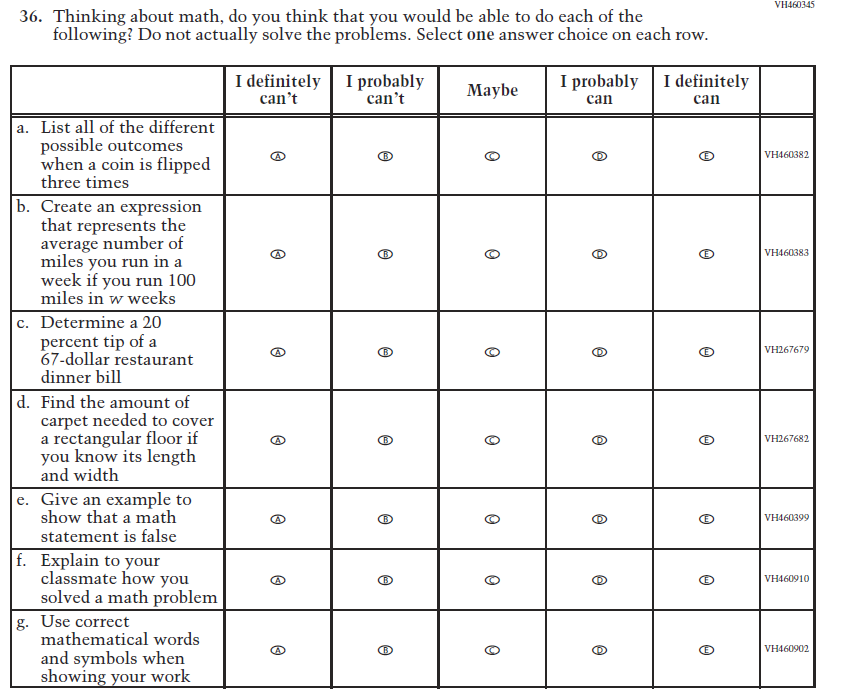 VH460345
36. Thinking about math, do you think that you would be able to do each of the
following? Do not actually solve the problems. Select one answer choice on each row.
I definitely can't
I probably can't
Maybe
I probably can
I definitely can
a. List all of the different
possible outcomes
when a coin is flipped
three times
A B C D E VH460382
b. Create an expression
that represents the
average number of
miles you run in a
week if you run 100
miles in w weeks
A B C D E VH460383
c. Determine a 20
percent tip of a
67-dollar restaurant
dinner bill
A B C D E VH267679
d. Find the amount of
carpet needed to cover
a rectangular floor if
you know its length
and width
A B C D E VH267682
e. Give an example to
show that a math
statement is false
A B C D E VH460399
f. Explain to your
classmate how you
solved a math problem
A B C D E VH460910
g. Use correct
mathematical words
and symbols when
showing your work
A B C D E VH460902